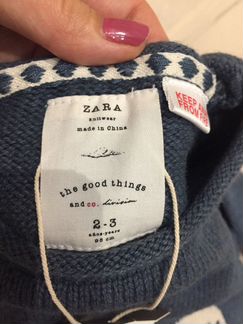 ZARA
knitwear
made in China
the good things
and co. division
2 - 3
años-years
98 cm
KEEP AWAY
FROM FIRE